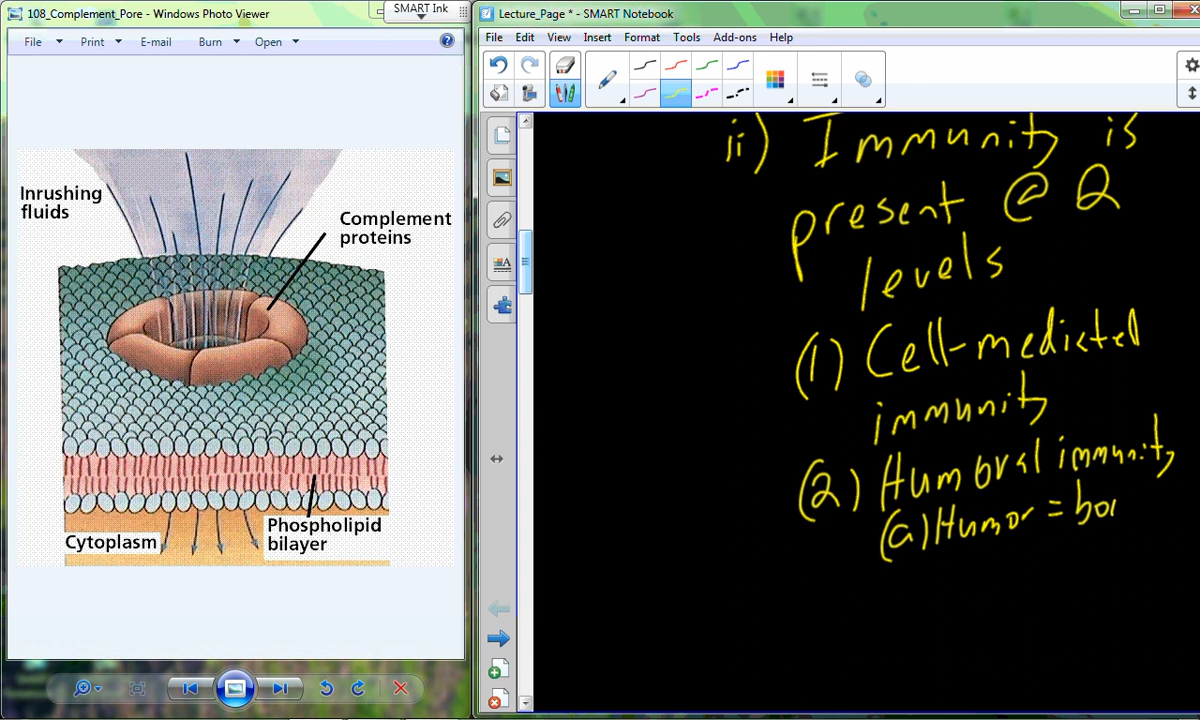 108_Complement_Pore - Windows Photo Viewer
SMART Ink
File Print E-mail Burn Open
Inrushing
fluids
Complement
proteins
Phospholipid
bilayer
Cytoplasm
Lecture_Page * - SMART Notebook
File Edit View Insert Format Tools Add-ons Help
ii) Immunity is
present @ 2
levels
(1) Cell-mediated
immunity
(2) Humoral immunity
(a) Humor = bo